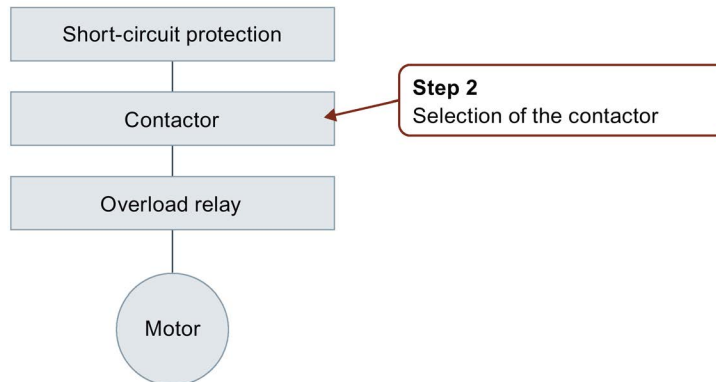 Short-circuit protection
Contactor
Step 2
Selection of the contactor
Overload relay
Motor